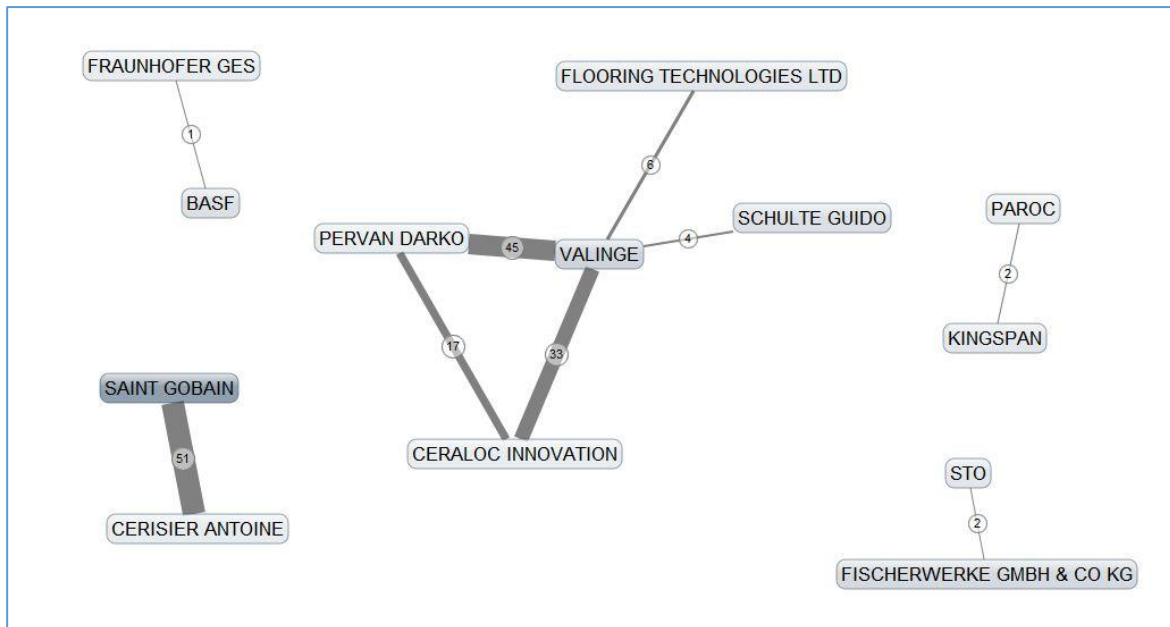 FRAUNHOFER GES
FLOORING TECHNOLOGIES LTD
1
6
BASF
SCHULTE GUIDO
PAROC
PERVAN DARKO
45
4
VALINGE
2
KINGSPAN
17
33
SAINT GOBAIN
51
CERALOC INNOVATION
STO
CERISIER ANTOINE
2
FISCHERWERKE GMBH & CO KG